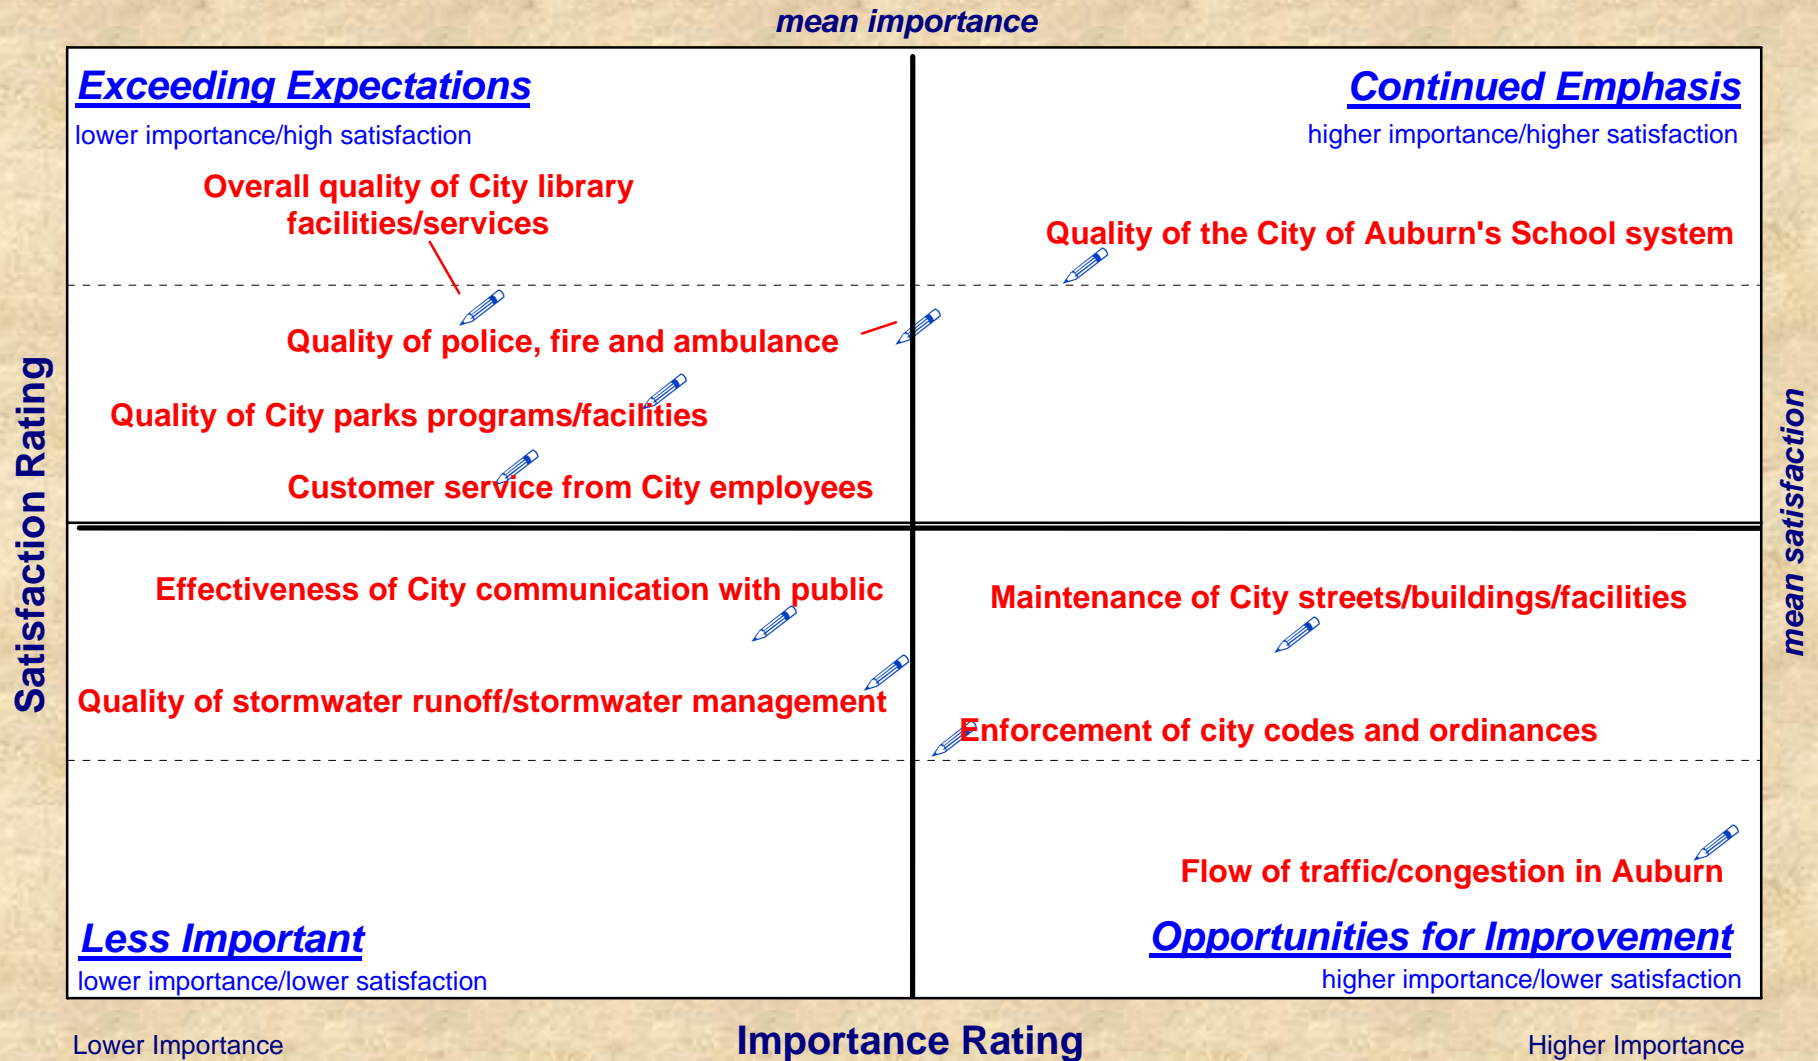 mean importance
Exceeding Expectations
lower importance/high satisfaction
Continued Emphasis
higher importance/higher satisfaction
Overall quality of City library
facilities/services
Quality of the City of Auburn's School system
Quality of police, fire and ambulance
Quality of City parks programs/facilities
Customer service from City employees
Satisfaction Rating
mean satisfaction
Effectiveness of City communication with public
Maintenance of City streets/buildings/facilities
Quality of stormwater runoff/stormwater management
Enforcement of city codes and ordinances
Flow of traffic/congestion in Auburn
Less Important
lower importance/lower satisfaction
Opportunities for Improvement
higher importance/lower satisfaction
Lower Importance
Importance Rating
Higher Importance